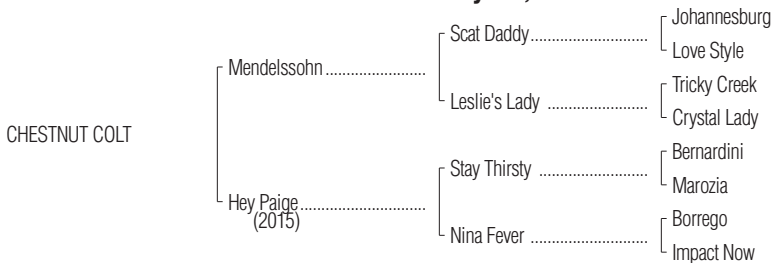 Johannesburg
Scat Daddy
Love Style
Mendelssohn
Tricky Creek
Leslie's Lady
Crystal Lady
CHESTNUT COLT
Bernardini
Stay Thirsty
Marozia
Hey Paige
(2015)
Borrego
Nina Fever
Impact Now